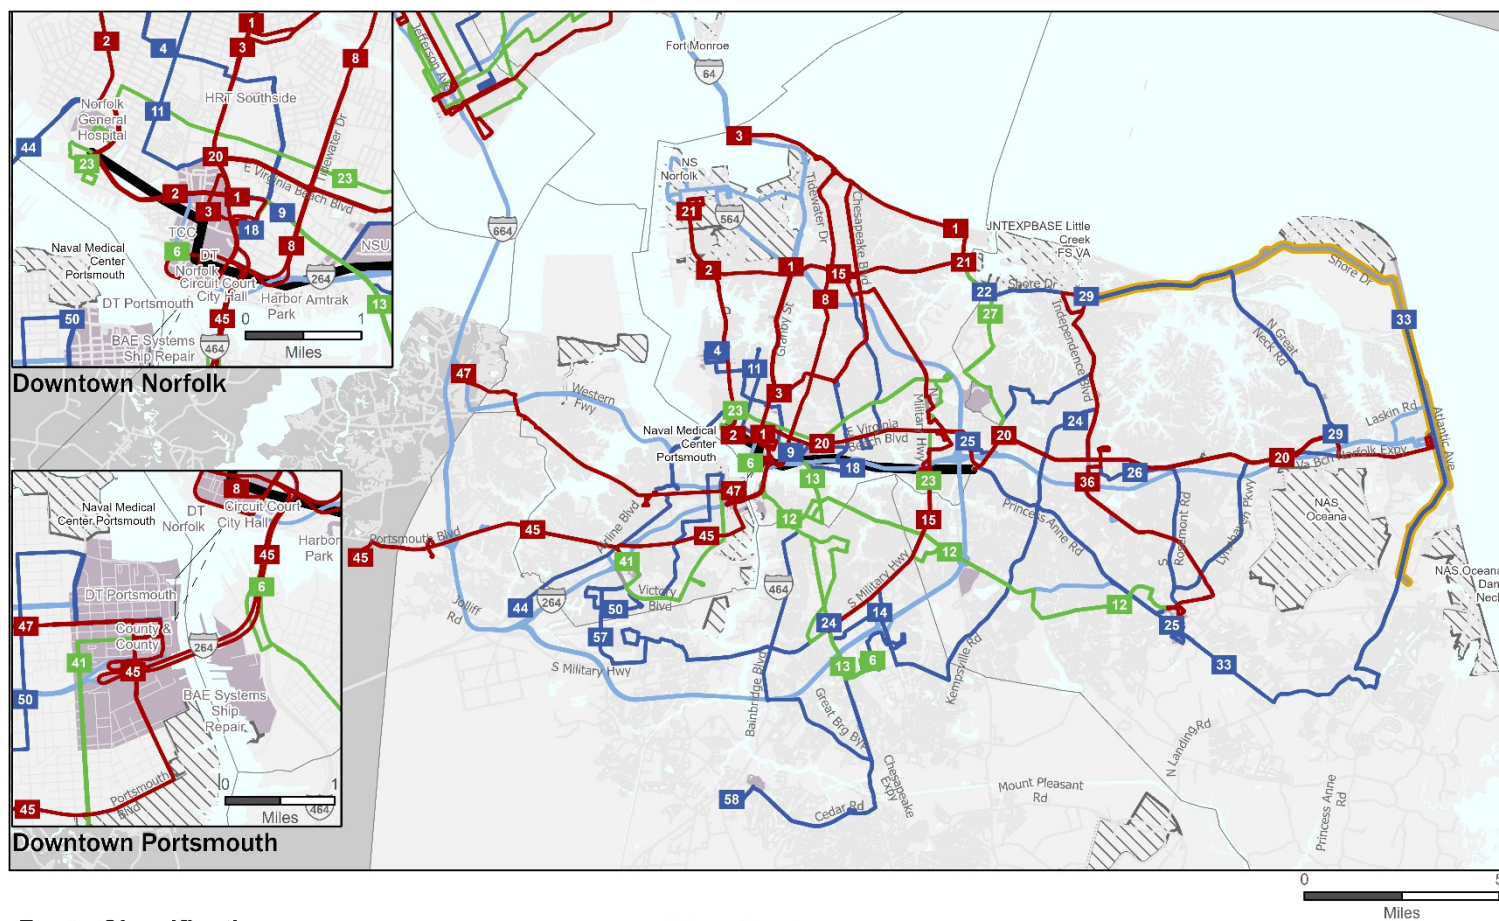 1
2
4
3
8
HRT Southside
Norfolk
General
Hospital
11
44
23
20
Tidewater Dr
E Virginia
Beach Blvd
23
2
1
3
9
18
TCC
NSU
8
6
DT
Norfolk
264
Naval Medical
Center
Portsmouth
Circuit Court
City Hall
Harbor
Park
Amtrak
DT Portsmouth
13
50
45
0
1
Miles
BAE Systems
Ship Repair
464
Downtown Norfolk
Naval Medical
Center Portsmouth
8
DT
Norfolk
Circuit Court
City Hall
Harbor
Park
45
6
DT Portsmouth
47
County &
County
264
41
45
50
BAE Systems
Ship
Repair
0
1
Miles
464
45
Portsmouth
Blvd
Downtown Portsmouth
Jefferson Ave
Fort Monroe
64
3
NS
Norfolk
Tidewater Dr
Chesapeake Blvd
664
21
564
1
JNTEXPBASE Little
Creek
FS VA
2
1
15
21
22
Shore Dr
29
Shore Dr
8
27
33
Granby St
Independence Blvd
N Great
Neck Rd
4
11
47
Western
Fwy
3
N Military Hwy
23
24
Laskin Rd
Atlantic Ave
Naval Medical
Center
Portsmouth
2
20
E Virginia
Beach Blvd
25
20
29
9
18
6
13
23
26
20
Va Bch Norfolk Expy
36
47
NAS
Oceana
Airline Blvd
12
15
Princess Anne Rd
S
Rosemont Rd
Lynnhaven Pkwy
45
Portsmouth Blvd
45
45
12
41
S Military Hwy
NAS Oceana
Dam
Neck
Jolliff
Rd
44
264
50
Victory
Blvd
464
12
57
24
14
25
S Military Hwy
13
6
Kempsville Rd
33
Bainbridge Blvd
Great Brg Byp
N Landing Rd
Chesapeake
Expy
58
Cedar Rd
Mount Pleasant
Rd
Princess Anne
Rd
0
5
Miles